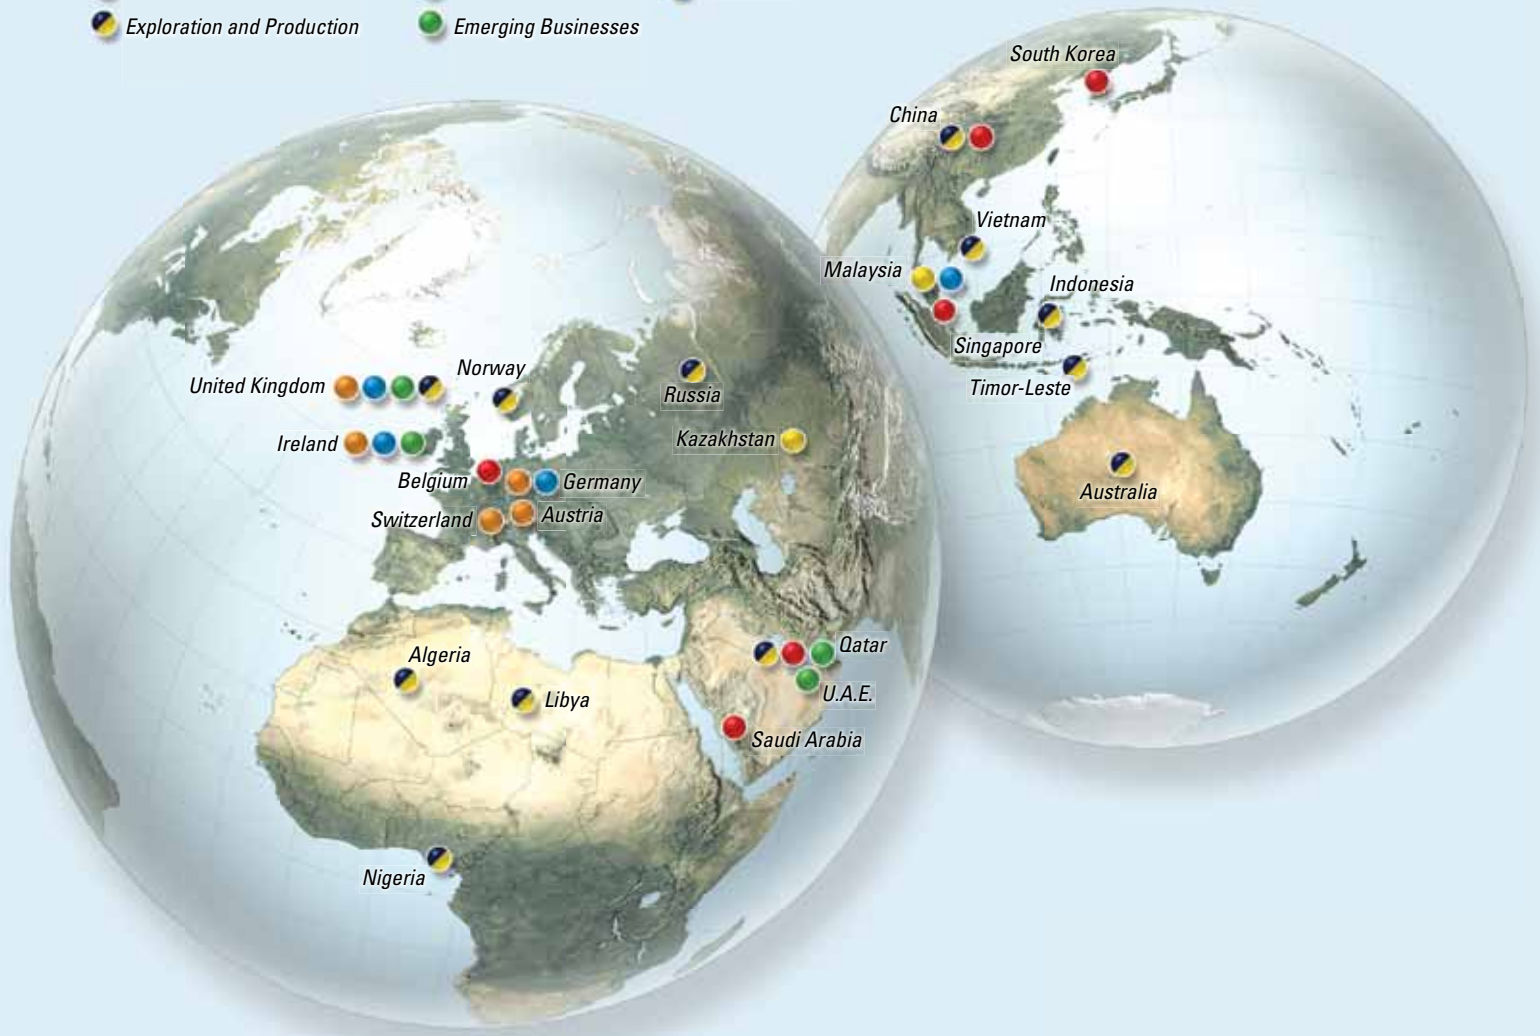 Exploration and Production
Emerging Businesses
South Korea
China
Vietnam
Malaysia
Indonesia
Singapore
Timor-Leste
Australia
Norway
United Kingdom
Russia
Ireland
Kazakhstan
Belgium
Germany
Switzerland
Austria
Algeria
Libya
Qatar
U.A.E.
Saudi Arabia
Nigeria